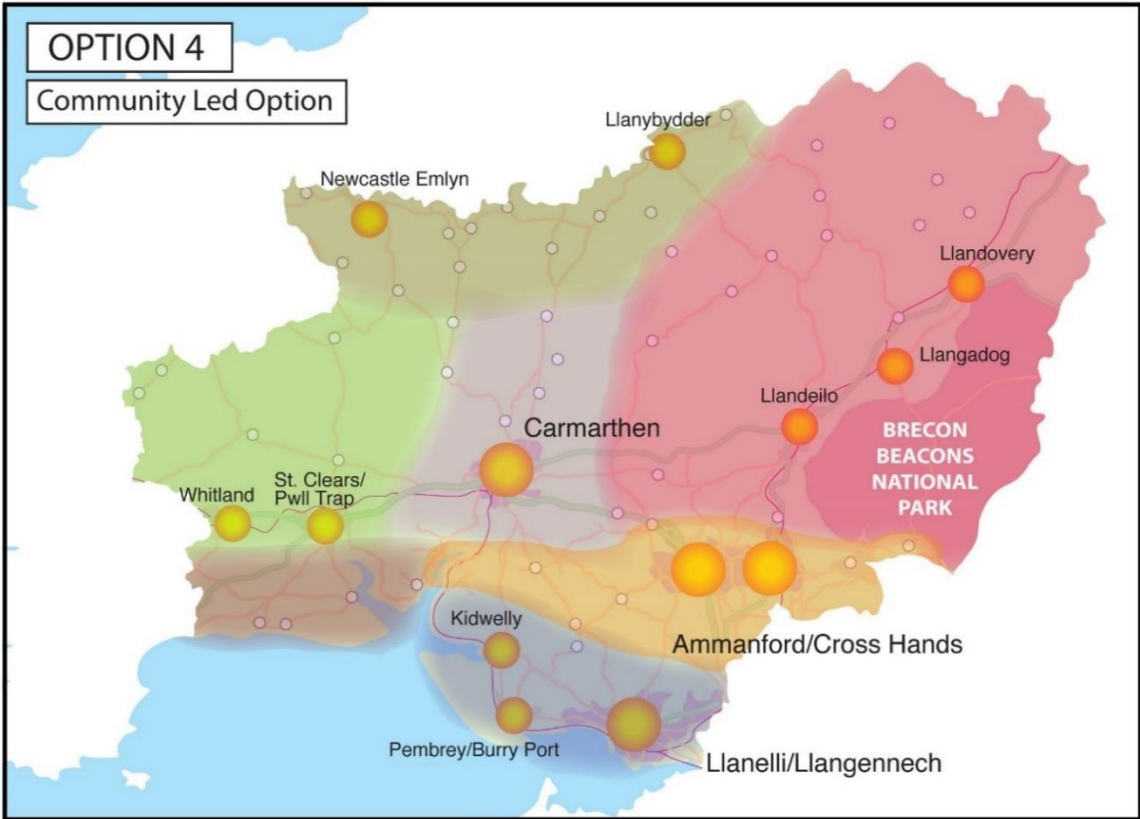 OPTION 4
Community Led Option
Llanybydder
Newcastle Emlyn
Llandovery
Llangadog
Llandeilo
Carmarthen
BRECON
BEACONS
NATIONAL
PARK
St. Clears/
Pwll Trap
Whitland
Kidwelly
Ammanford/Cross Hands
Pembrey/Burry Port
Llanelli/Llangennech